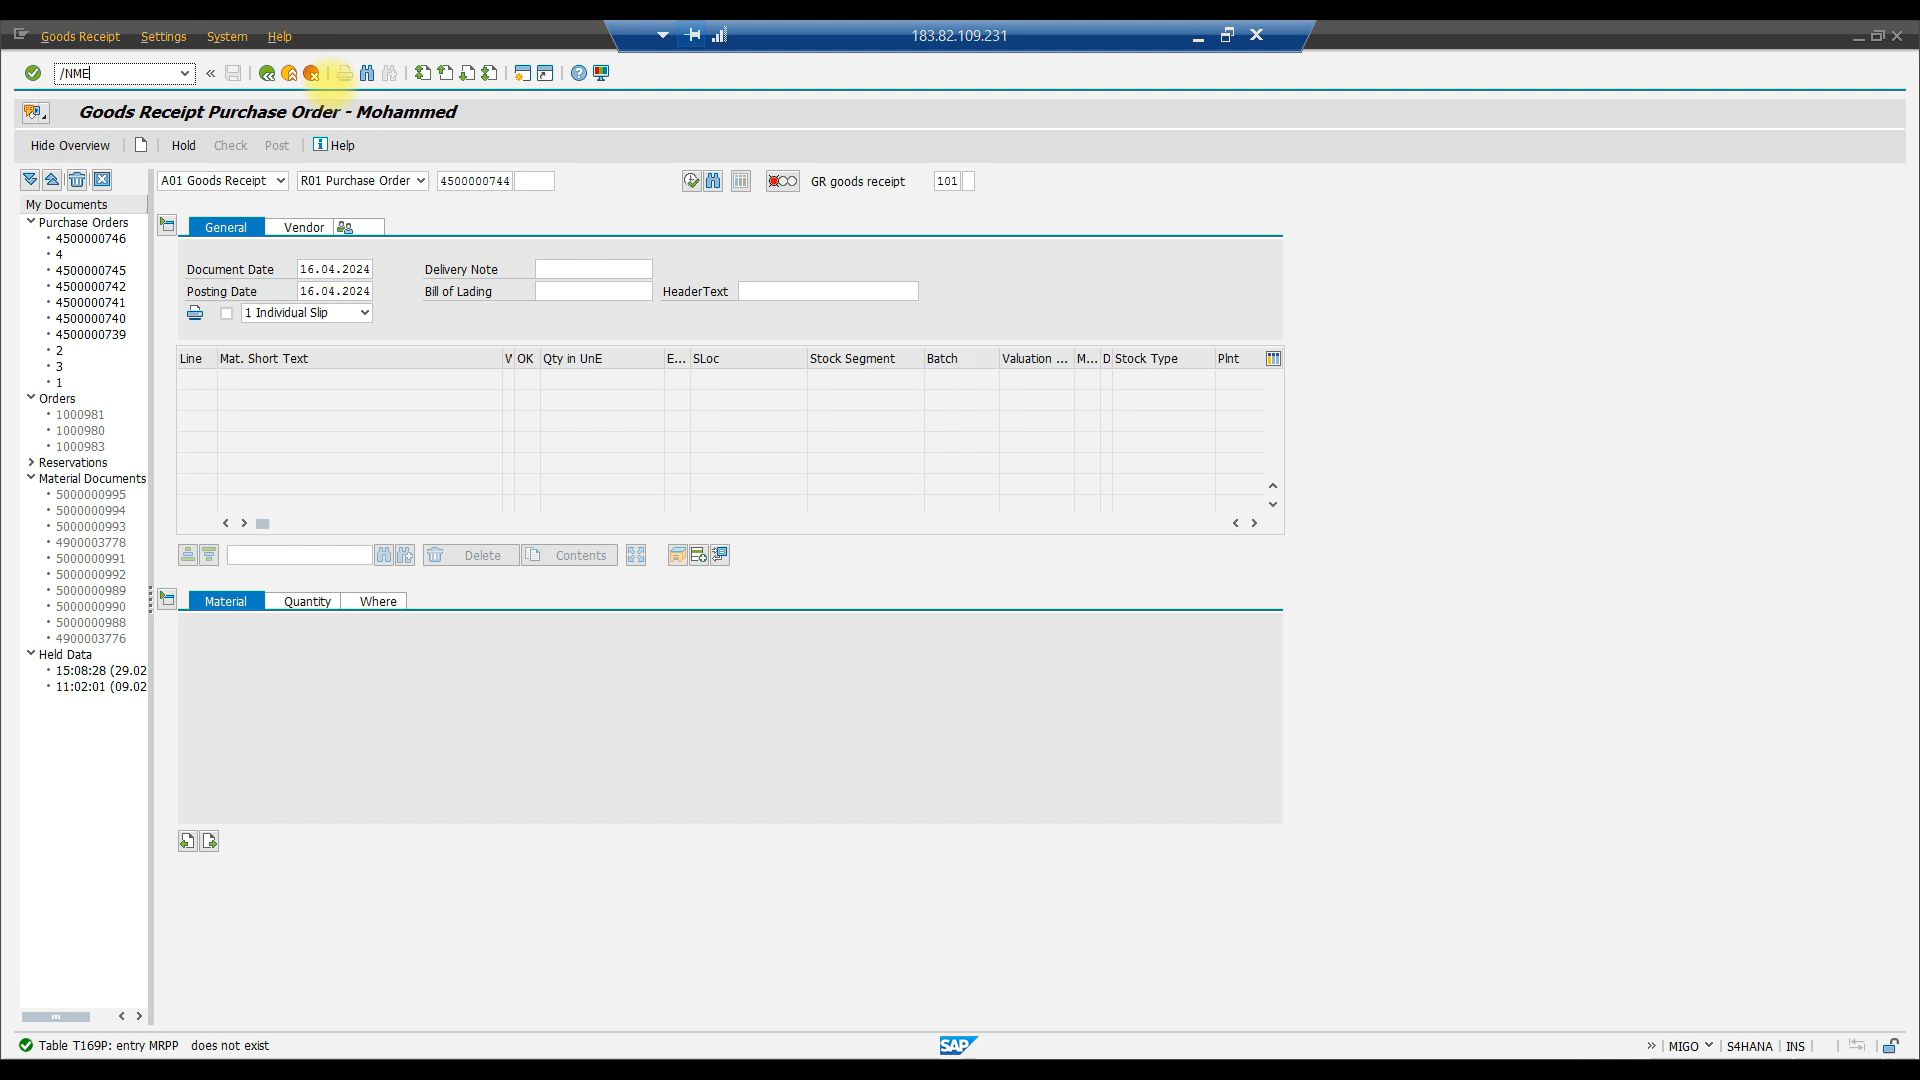 Goods Receipt Settings System Help
183.82.109.231
/NME
Goods Receipt Purchase Order - Mohammed
Hide Overview Hold Check Post Help
A01 Goods Receipt R01 Purchase Order 4500000744 GR goods receipt 101
My Documents
Purchase Orders
4500000746
4
4500000745
4500000742
4500000741
4500000740
4500000739
2
3
1
Orders
1000981
1000980
1000983
Reservations
Material Documents
5000000995
5000000994
5000000993
4900003778
5000000991
5000000992
5000000989
5000000990
5000000988
4900003776
Held Data
15:08:28 (29.02
11:02:01 (09.02
General Vendor
Document Date 16.04.2024 Delivery Note
Posting Date 16.04.2024 Bill of Lading HeaderText
1 Individual Slip
Line Mat. Short Text OK Qty in UnE E... SLoc Stock Segment Batch Valuation ... M... D Stock Type Plnt
Delete Contents
Material Quantity Where
Table T169P: entry MRPP does not exist
SAP
MIGO S4HANA INS